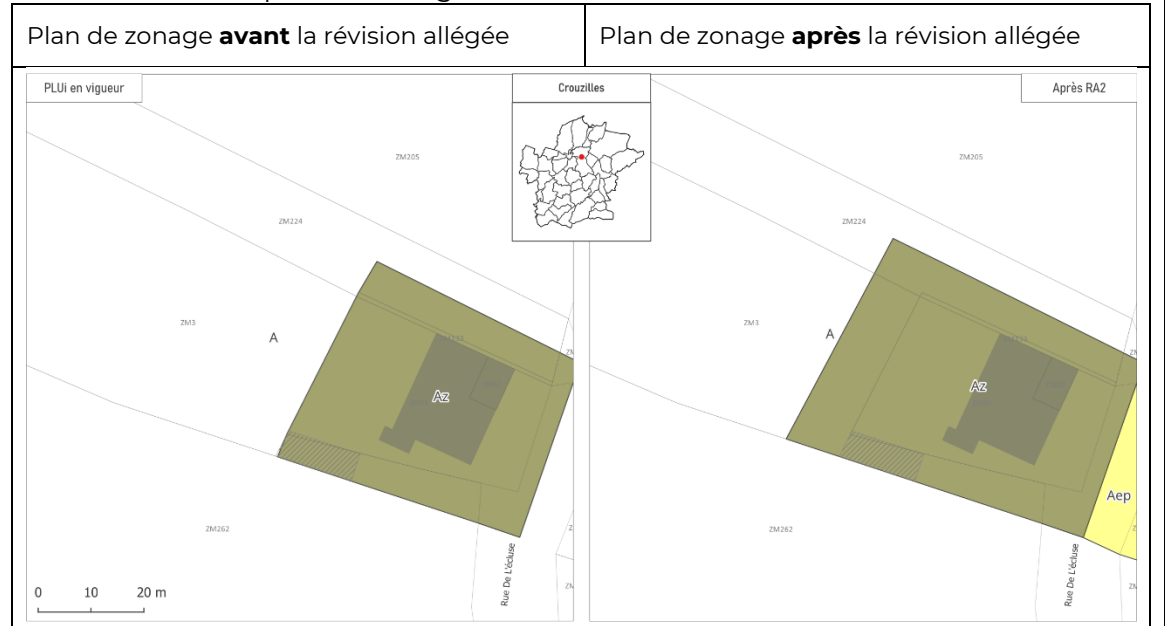 Plan de zonage avant la révision allégée
Plan de zonage après la révision allégée
PLUi en vigueur
Crouzilles
Après RA2
ZM205
ZM224
ZM3
A
Az
ZM262
Rue De L'écluse
0 10 20 m
ZM205
ZM224
ZM3
A
Az
Aep
ZM262
Rue De L'écluse